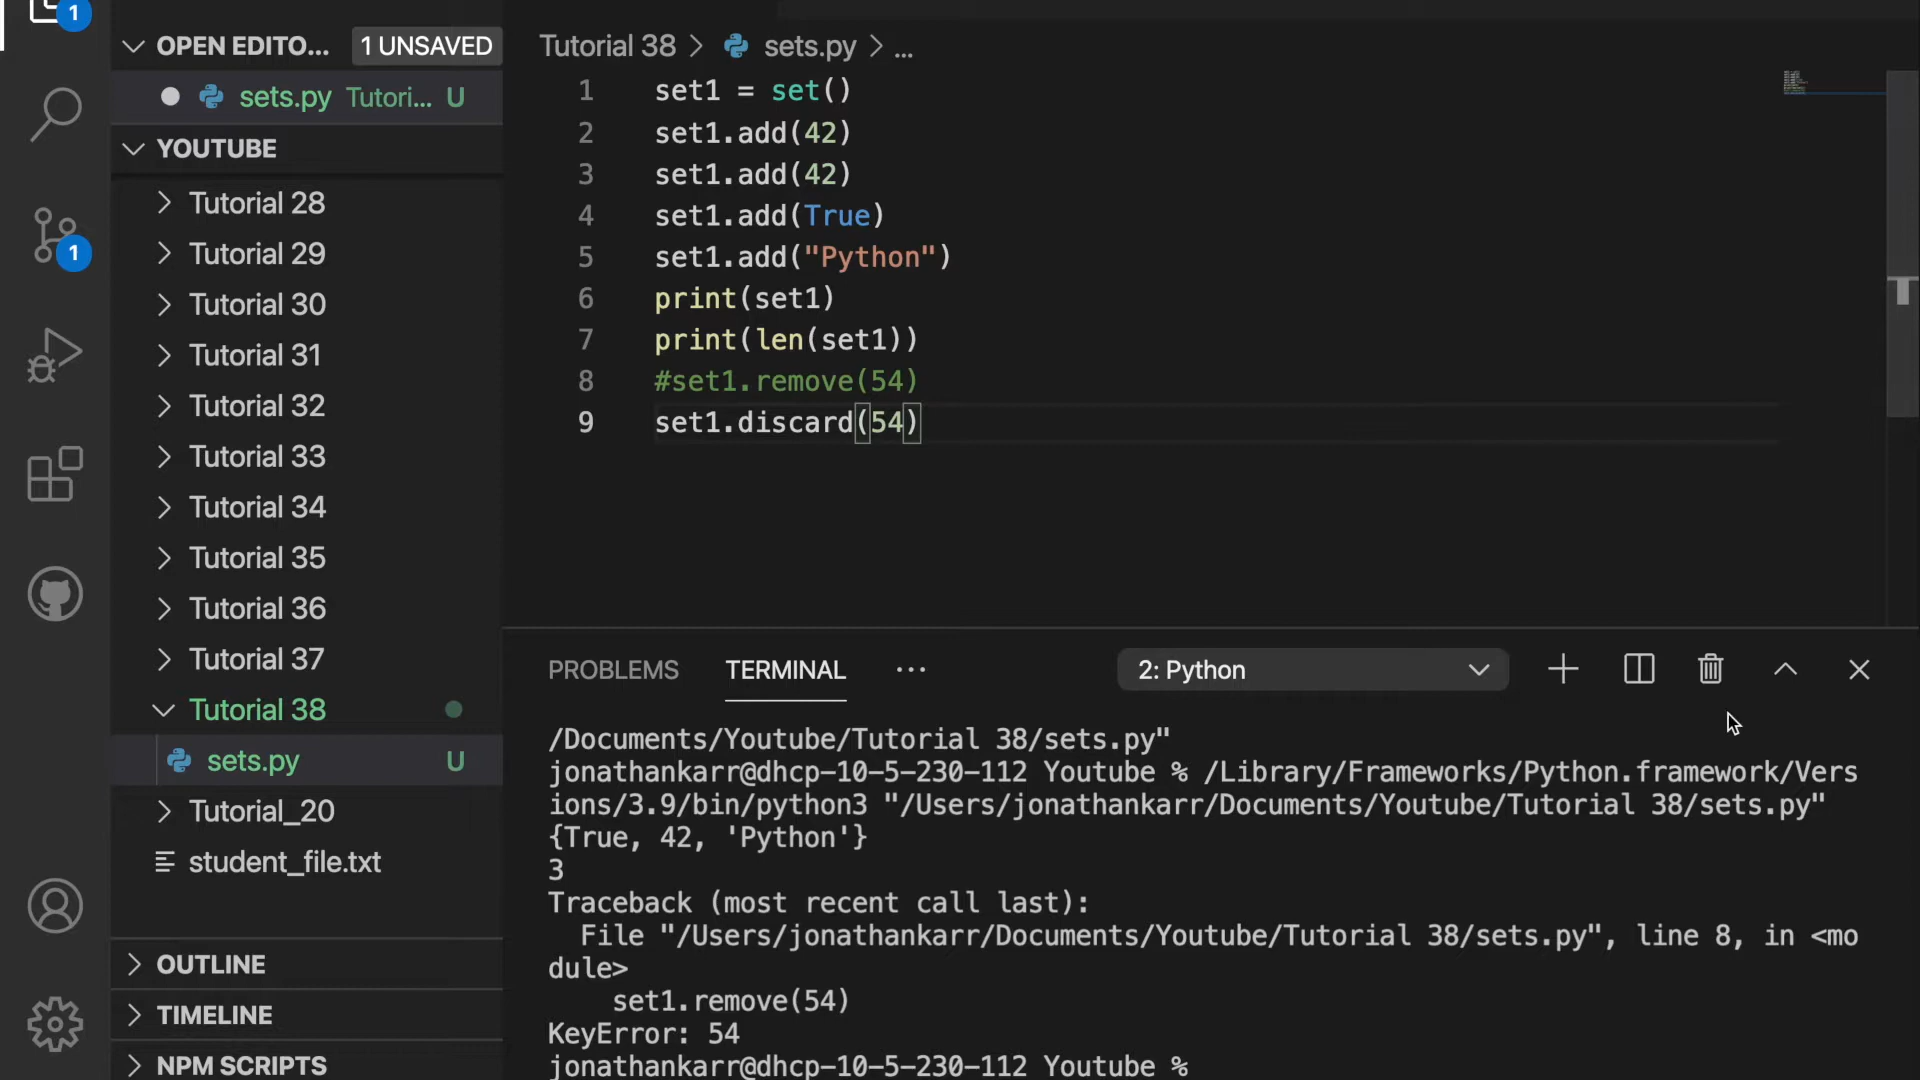 1
OPEN EDITO... 1 UNSAVED
sets.py Tutori... U
YOUTUBE
Tutorial 28
Tutorial 29
Tutorial 30
Tutorial 31
Tutorial 32
Tutorial 33
Tutorial 34
Tutorial 35
Tutorial 36
Tutorial 37
Tutorial 38
sets.py U
Tutorial_20
student_file.txt
OUTLINE
TIMELINE
NPM SCRIPTS
1
Tutorial 38 > sets.py > ...
1 set1 = set()
2 set1.add(42)
3 set1.add(42)
4 set1.add(True)
5 set1.add("Python")
6 print(set1)
7 print(len(set1))
8 #set1.remove(54)
9 set1.discard(54)
PROBLEMS TERMINAL ... 2: Python
/Documents/Youtube/Tutorial 38/sets.py"
jonathankarr@dhcp-10-5-230-112 Youtube % /Library/Frameworks/Python.framework/Vers
ions/3.9/bin/python3 "/Users/jonathankarr/Documents/Youtube/Tutorial 38/sets.py"
{True, 42, 'Python'}
3
Traceback (most recent call last):
  File "/Users/jonathankarr/Documents/Youtube/Tutorial 38/sets.py", line 8, in <mo
dule>
    set1.remove(54)
KeyError: 54
jonathankarr@dhcp-10-5-230-112 Youtube %